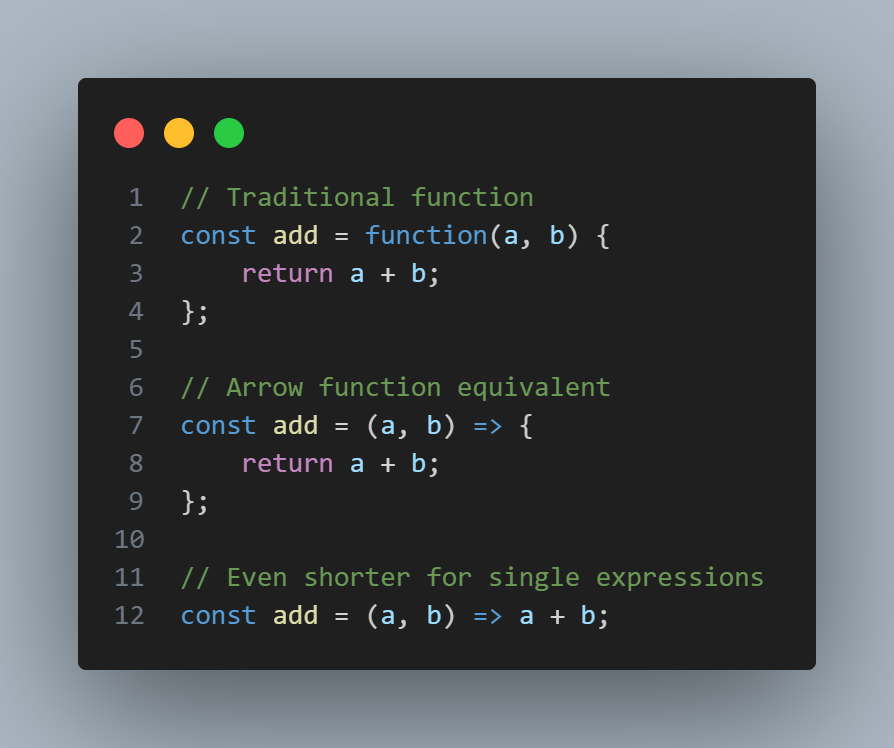 1 // Traditional function
2 const add = function(a, b) {
3     return a + b;
4 };
5
6 // Arrow function equivalent
7 const add = (a, b) => {
8     return a + b;
9 };
10
11 // Even shorter for single expressions
12 const add = (a, b) => a + b;